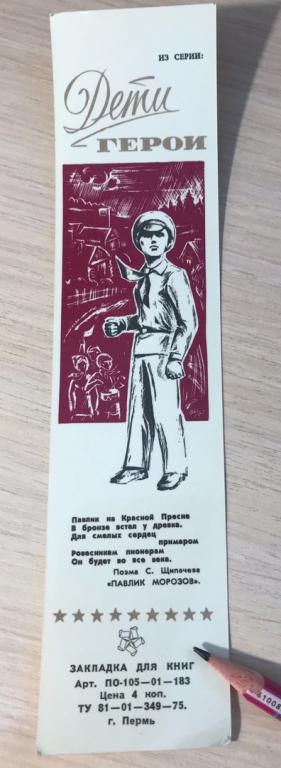 ИЗ СЕРИИ:
Дети
ГЕРОИ
Павлик на Красной Пресне
В бронзе встал у древка.
Для смелых сердец
примером
Ровесникам пионерам
Он будет во все века.
Поэма С. Щипачева
«ПАВЛИК МОРОЗОВ».
ЗАКЛАДКА ДЛЯ КНИГ
Арт. ПО—105—01—183
Цена 4 коп.
ТУ 81—01—349—75.
г. Пермь